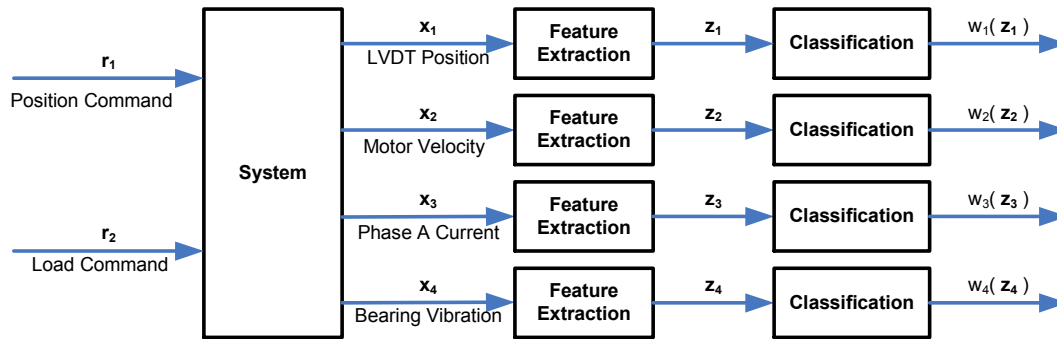 r1
Position Command
r2
Load Command
System
x1
LVDT Position
Feature
Extraction
z1
Classification
w1( z1 )
x2
Motor Velocity
Feature
Extraction
z2
Classification
w2( z2 )
x3
Phase A Current
Feature
Extraction
z3
Classification
w3( z3 )
x4
Bearing Vibration
Feature
Extraction
z4
Classification
w4( z4 )